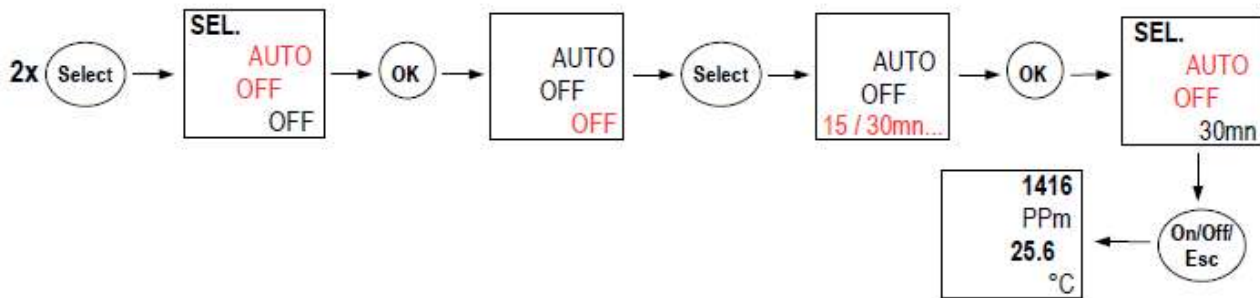 2x
Select
SEL.
AUTO
OFF
OFF
OK
AUTO
OFF
OFF
Select
AUTO
OFF
15 / 30mn...
OK
SEL.
AUTO
OFF
30mn
On/Off/
Esc
1416
PPm
25.6
°C